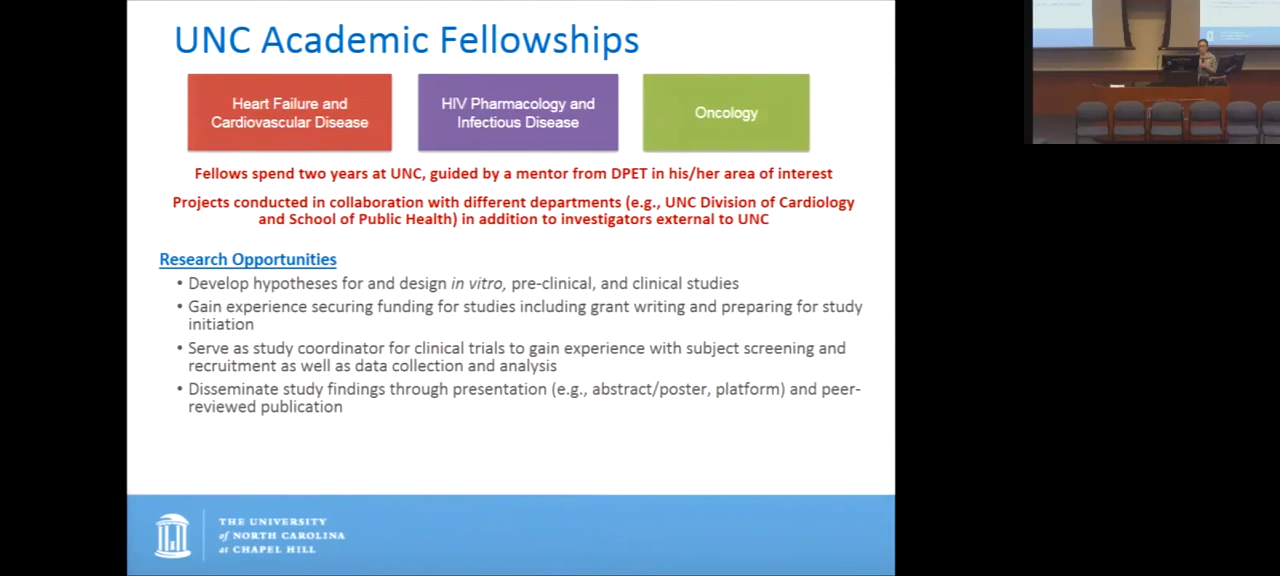 UNC Academic Fellowships
Heart Failure and
Cardiovascular Disease
HIV Pharmacology and
Infectious Disease
Oncology
Fellows spend two years at UNC, guided by a mentor from DPET in his/her area of interest
Projects conducted in collaboration with different departments (e.g., UNC Division of Cardiology
and School of Public Health) in addition to investigators external to UNC
Research Opportunities
• Develop hypotheses for and design in vitro, pre-clinical, and clinical studies
• Gain experience securing funding for studies including grant writing and preparing for study
initiation
• Serve as study coordinator for clinical trials to gain experience with subject screening and
recruitment as well as data collection and analysis
• Disseminate study findings through presentation (e.g., abstract/poster, platform) and peer-
reviewed publication
THE UNIVERSITY
of NORTH CAROLINA
at CHAPEL HILL